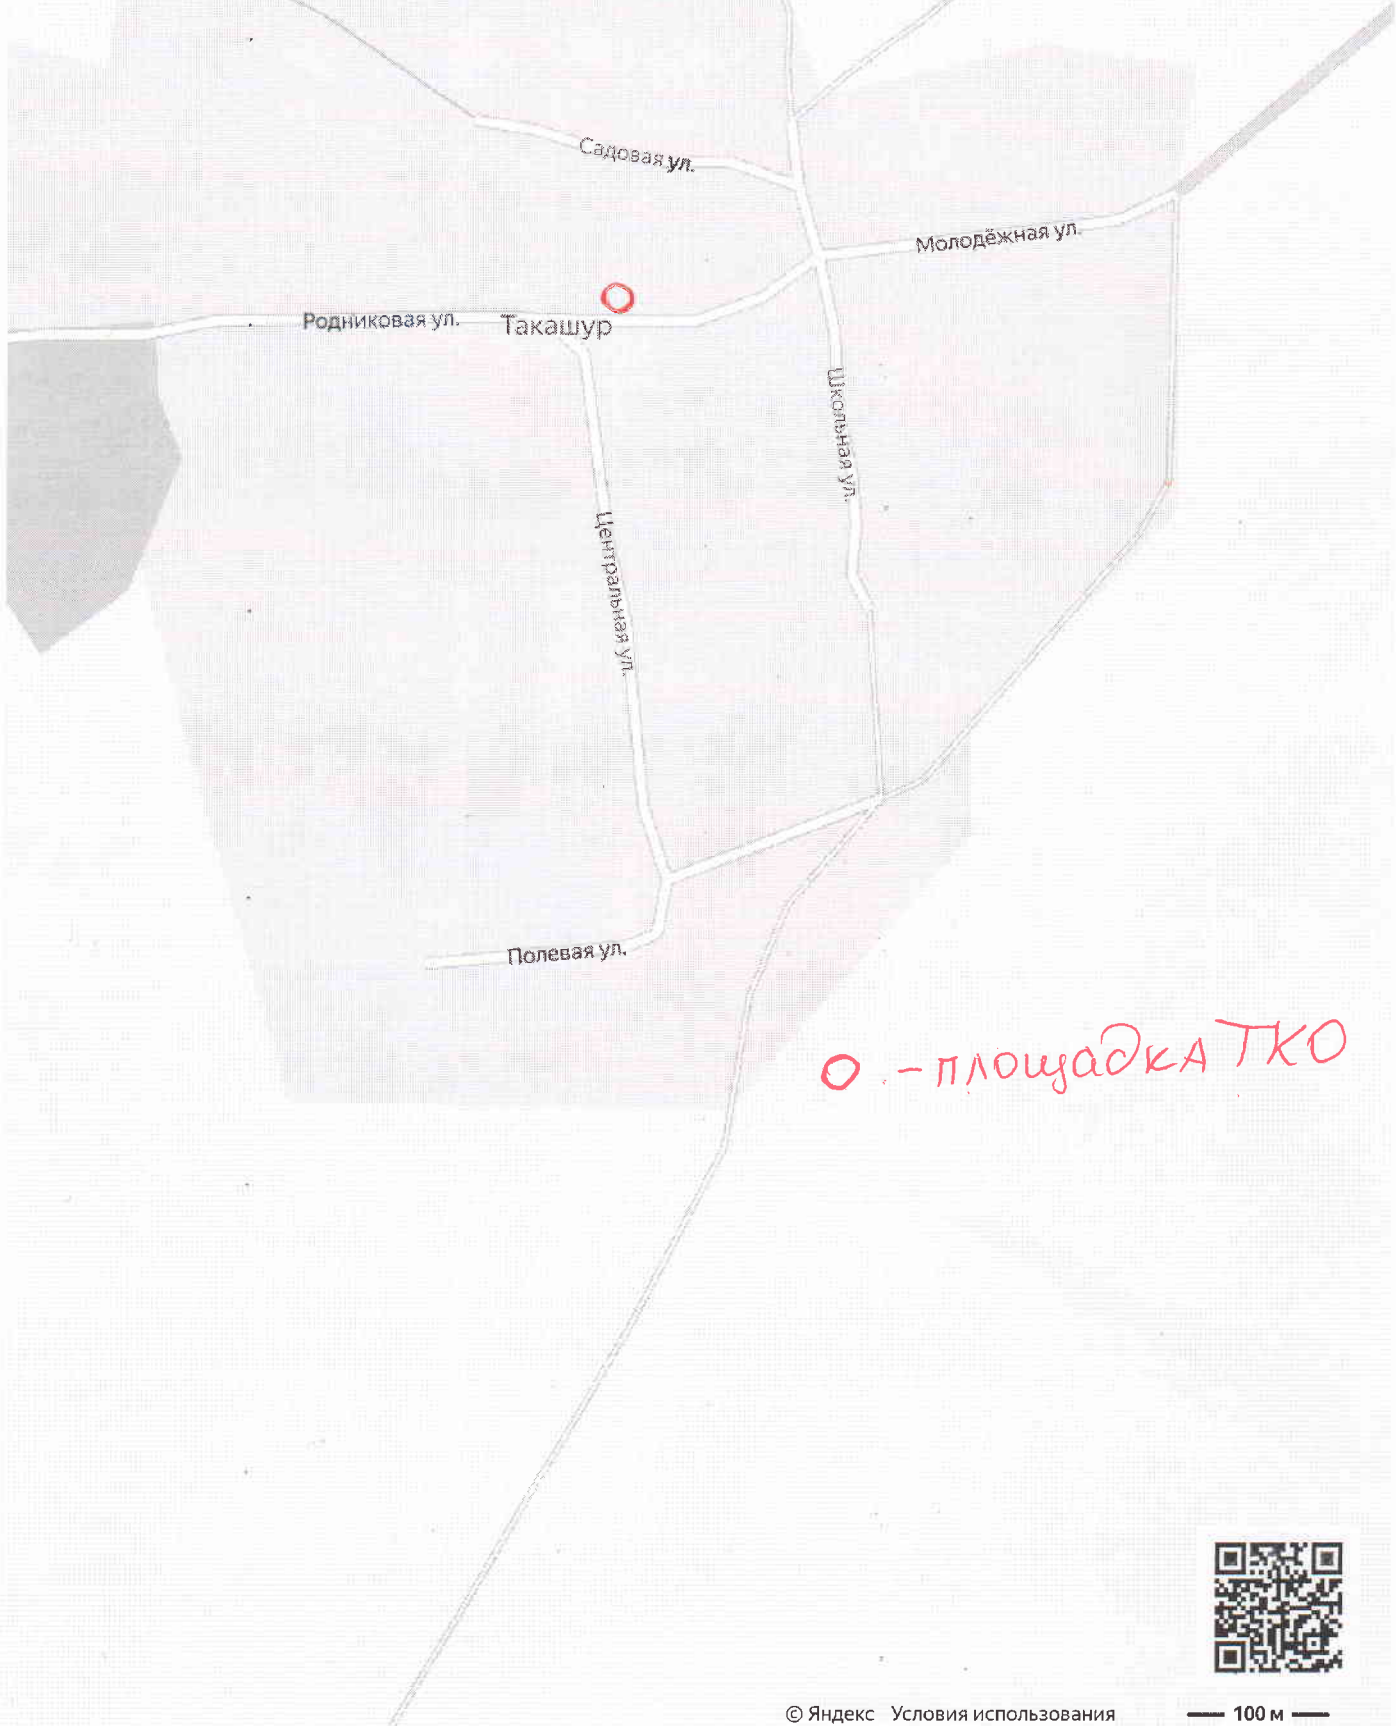 Садовая ул.
Молодёжная ул.
Родниковая ул.
Такашур
Школьная ул.
Центральная ул.
Полевая ул.
О - площадка ТКО
© Яндекс Условия использования
100 м